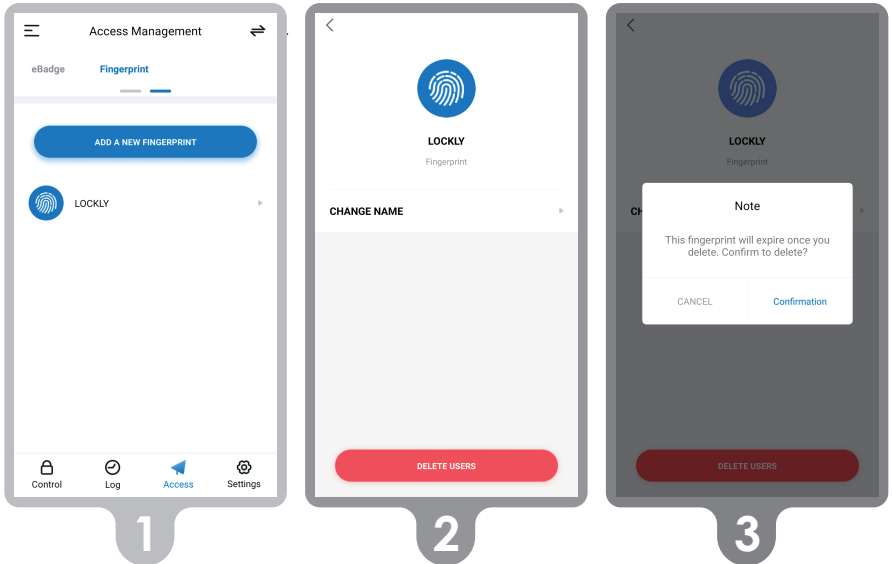 Access Management
eBadge Fingerprint
ADD A NEW FINGERPRINT
LOCKLY
Control Log Access Settings
1
LOCKLY
Fingerprint
CHANGE NAME
DELETE USERS
2
LOCKLY
Fingerprint
CH
Note
This fingerprint will expire once you
delete. Confirm to delete?
CANCEL Confirmation
DELETE USERS
3